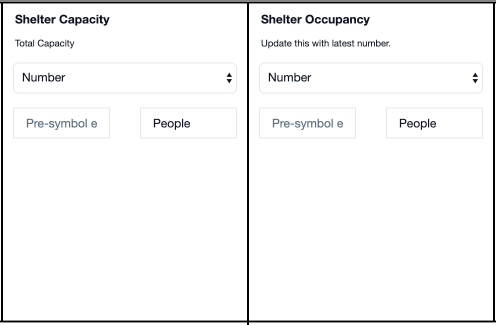 Shelter Capacity
Total Capacity
Number
Pre-symbol e
People
Shelter Occupancy
Update this with latest number.
Number
Pre-symbol e
People